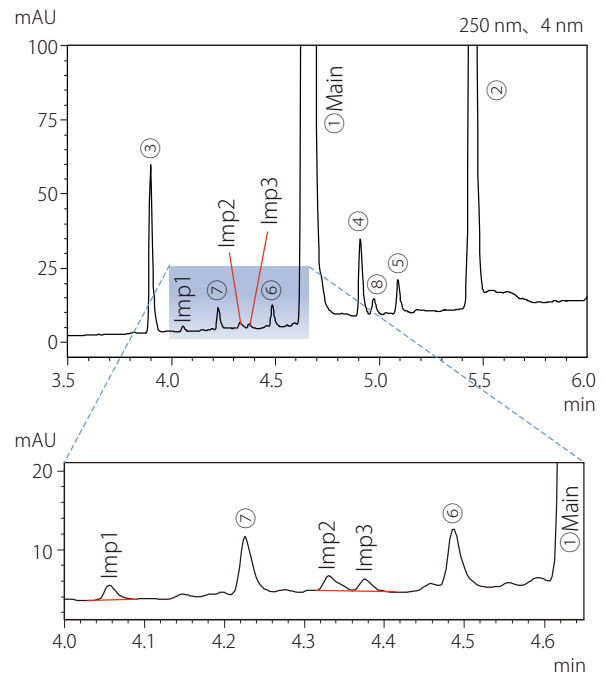 mAU
250 nm、4 nm
100
75
50
25
0
③
Imp1
⑦
Imp2
Imp3
⑥
①Main
④
⑧
⑤
②
3.5 4.0 4.5 5.0 5.5 6.0
min
mAU
20
10
0
Imp1
⑦
Imp2
Imp3
⑥
①Main
4.0 4.1 4.2 4.3 4.4 4.5 4.6
min